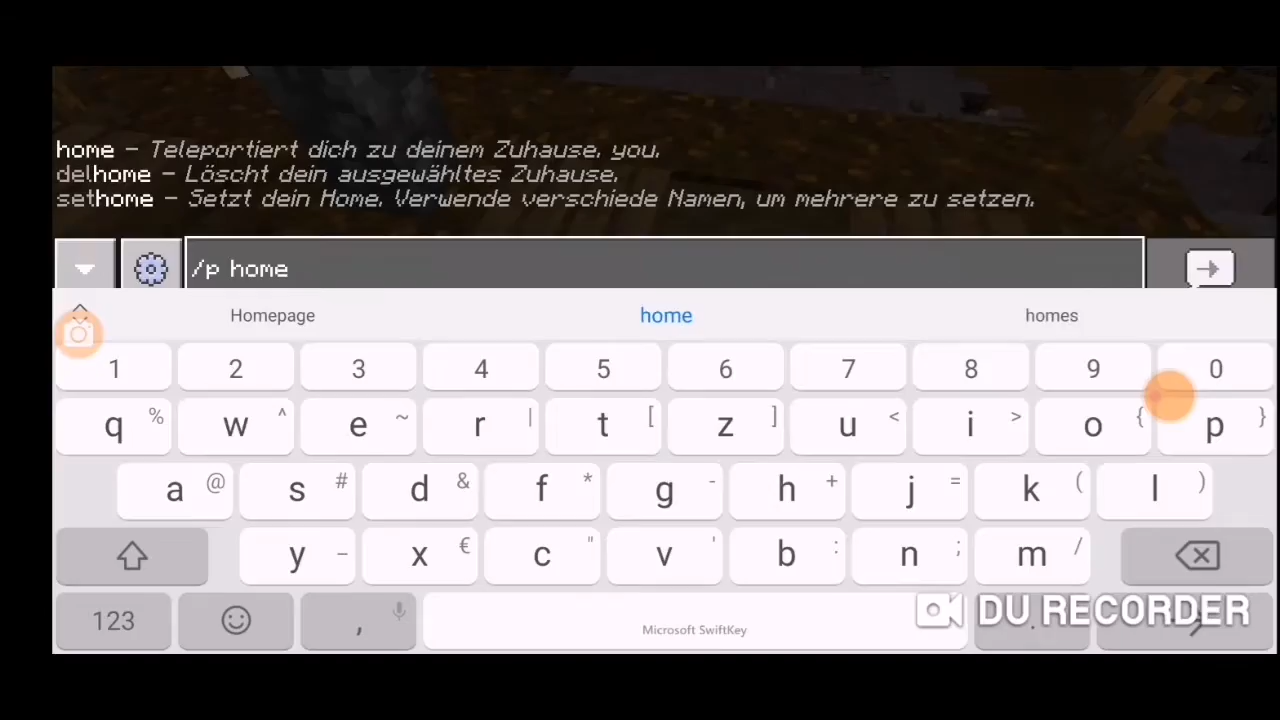 home - Teleportiert dich zu deinem Zuhause. you.
delhome - Löscht dein ausgewähltes Zuhause.
sethome - Setzt dein Home. Verwende verschiede Namen, um mehrere zu setzen.
/p home
Homepage home homes
1 2 3 4 5 6 7 8 9 0
q % w ^ e ~ r | t [ z ] u < i > o { p }
a @ s # d & f * g - h + j = k ( l )
y _ x € c " v ' b : n ; m /
123 , Microsoft SwiftKey .
DU RECORDER